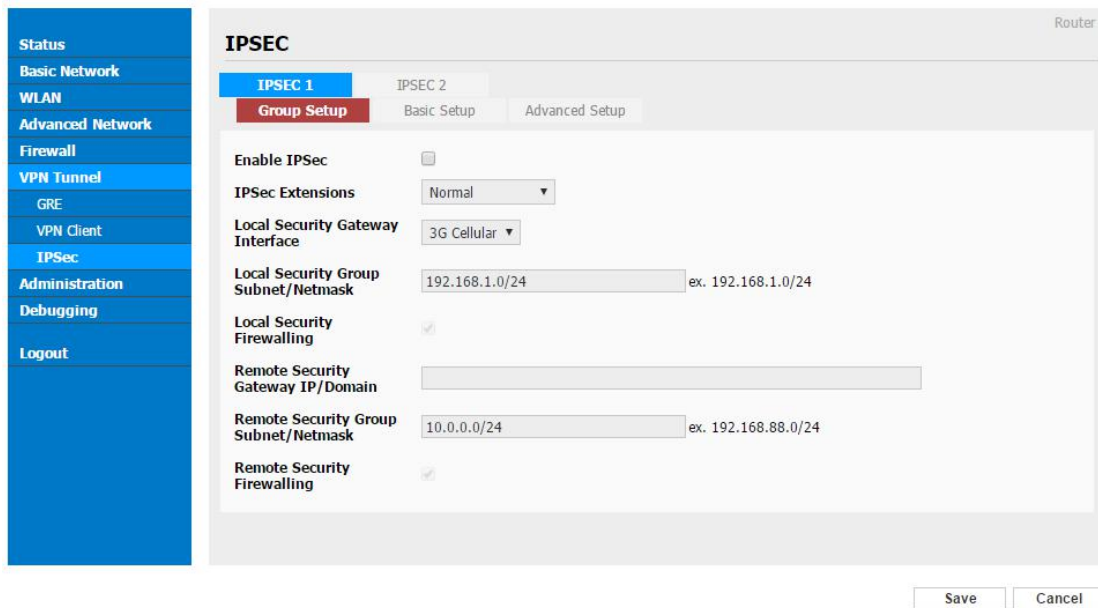 Router
Status
Basic Network
WLAN
Advanced Network
Firewall
VPN Tunnel
GRE
VPN Client
IPSec
Administration
Debugging
Logout
IPSEC
IPSEC 1 IPSEC 2
Group Setup Basic Setup Advanced Setup
Enable IPSec
IPSec Extensions Normal
Local Security Gateway
Interface 3G Cellular
Local Security Group
Subnet/Netmask 192.168.1.0/24 ex. 192.168.1.0/24
Local Security
Firewalling
Remote Security
Gateway IP/Domain
Remote Security Group
Subnet/Netmask 10.0.0.0/24 ex. 192.168.88.0/24
Remote Security
Firewalling
Save Cancel